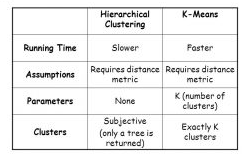 Hierarchical Clustering K-Means
Running Time Slower Faster
Assumptions Requires distance metric Requires distance metric
Parameters None K (number of clusters)
Clusters Subjective (only a tree is returned) Exactly K clusters